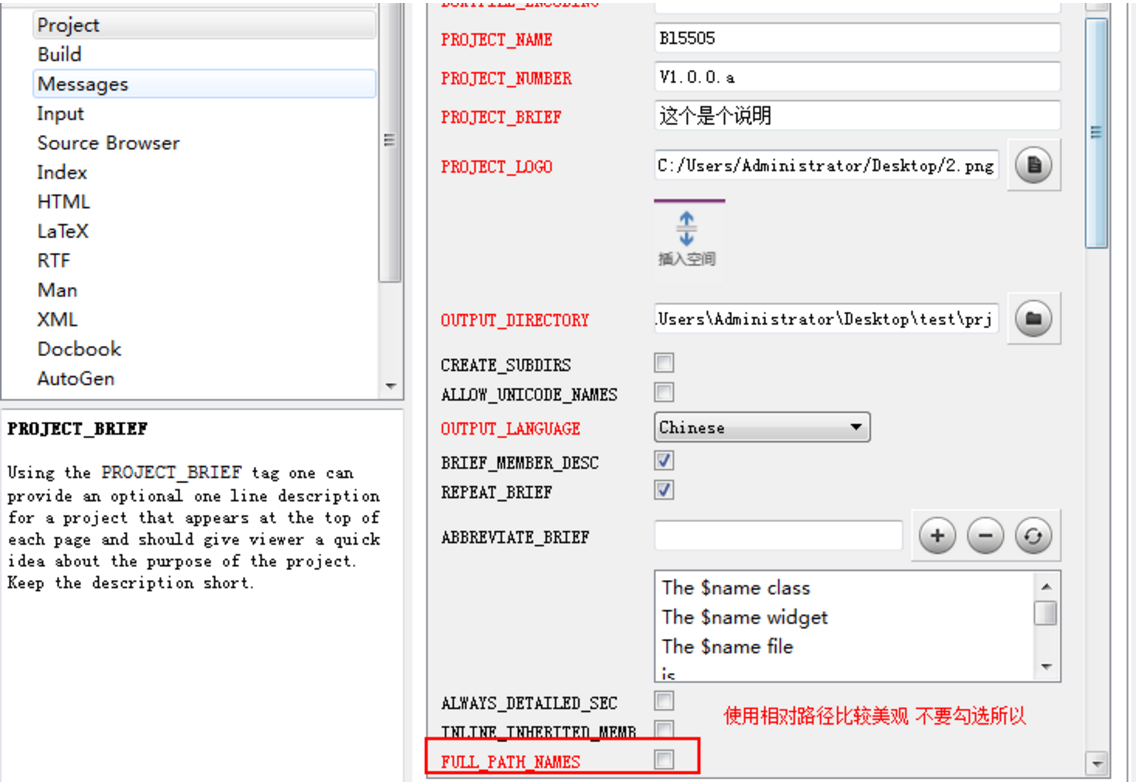 Project
Build
Messages
Input
Source Browser
Index
HTML
LaTeX
RTF
Man
XML
Docbook
AutoGen
PROJECT_BRIEF
Using the PROJECT_BRIEF tag one can
provide an optional one line description
for a project that appears at the top of
each page and should give viewer a quick
idea about the purpose of the project.
Keep the description short.
PROJECT_NAME B15505
PROJECT_NUMBER V1.0.0.a
PROJECT_BRIEF 这个是个说明
PROJECT_LOGO C:/Users/Administrator/Desktop/2.png
插入空间
OUTPUT_DIRECTORY .Users\Administrator\Desktop\test\prj
CREATE_SUBDIRS
ALLOW_UNICODE_NAMES
OUTPUT_LANGUAGE Chinese
BRIEF_MEMBER_DESC
REPEAT_BRIEF
ABBREVIATE_BRIEF
The $name class
The $name widget
The $name file
is
ALWAYS_DETAILED_SEC
使用相对路径比较美观 不要勾选所以
INLINE_INHERITED_MEMB
FULL_PATH_NAMES